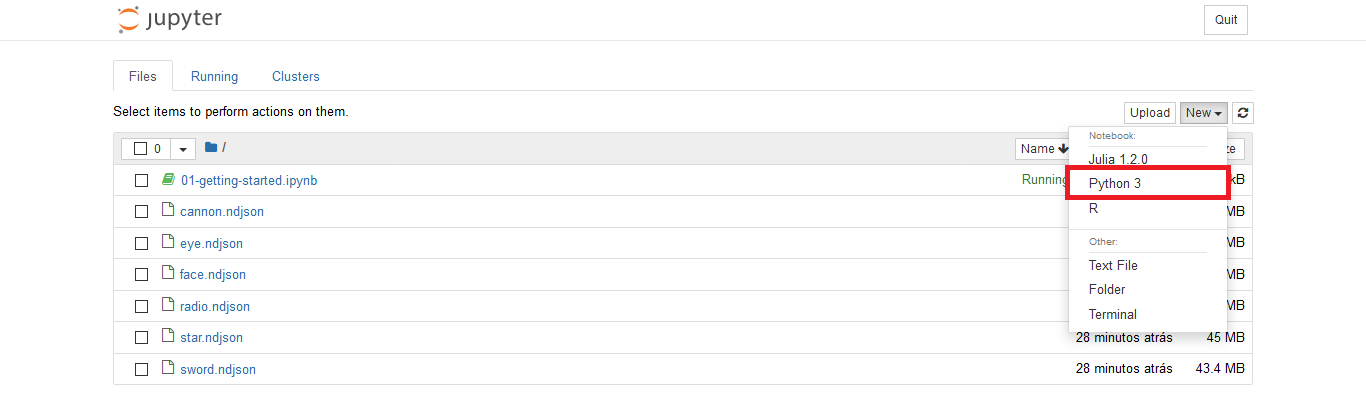 jupyter
Quit
Files Running Clusters
Select items to perform actions on them.
Upload New
Notebook:
Julia 1.2.0
Python 3
R
Other:
Text File
Folder
Terminal
0 / Name
01-getting-started.ipynb Running kB
cannon.ndjson MB
eye.ndjson MB
face.ndjson MB
radio.ndjson MB
star.ndjson 28 minutos atrás 45 MB
sword.ndjson 28 minutos atrás 43.4 MB